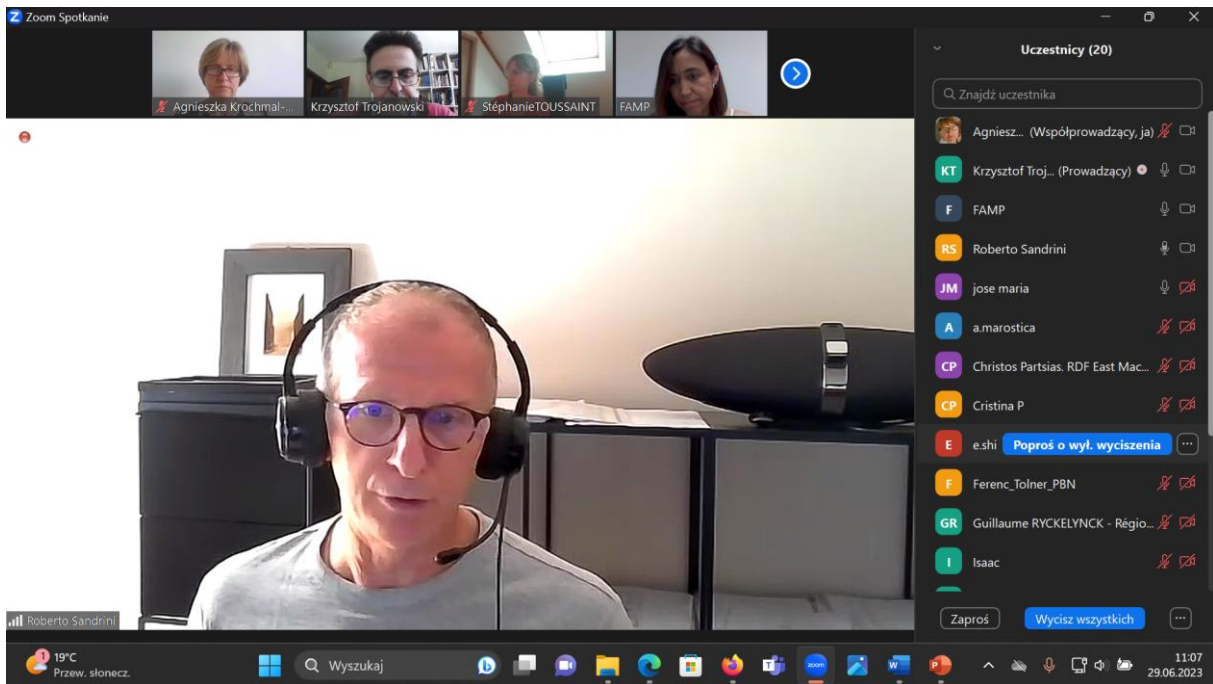 Zoom Spotkanie
Agnieszka Krochmal-...
Krzysztof Trojanowski
StéphanieTOUSSAINT
FAMP
Roberto Sandrini
Uczestnicy (20)
Znajdź uczestnika
Agniesz... (Współprowadzący, ja)
KT Krzysztof Troj... (Prowadzący)
F FAMP
RS Roberto Sandrini
JM jose maria
A a.marostica
CP Christos Partsias. RDF East Mac...
CP Cristina P
E e.shi Poproś o wył. wyciszenia ...
F Ferenc_Tolner_PBN
GR Guillaume RYCKELYNCK - Régio...
I Isaac
Zaproś Wycisz wszystkich ...
1 19°C
Przew. słonecz.
Wyszukaj
zoom
11:07
29.06.2023